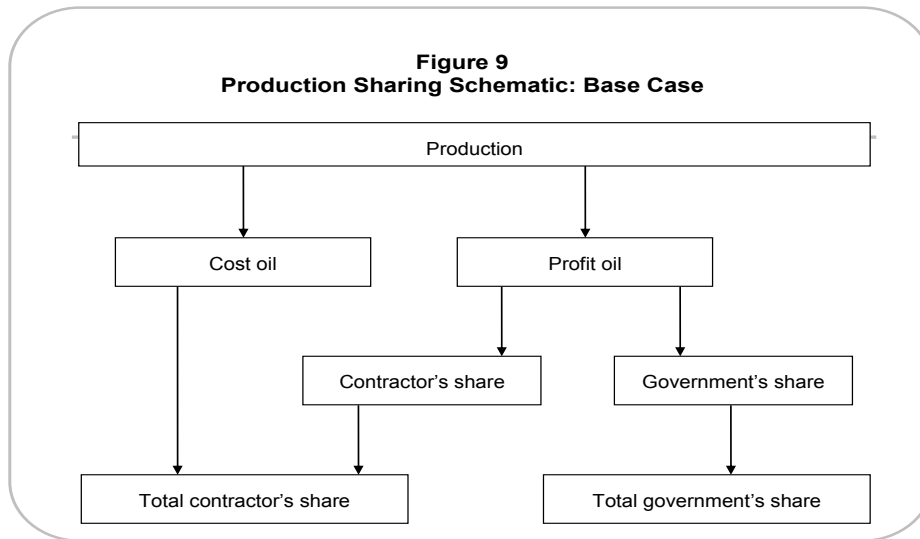 Figure 9
Production Sharing Schematic: Base Case
Production
Cost oil
Profit oil
Contractor’s share
Government’s share
Total contractor’s share
Total government’s share